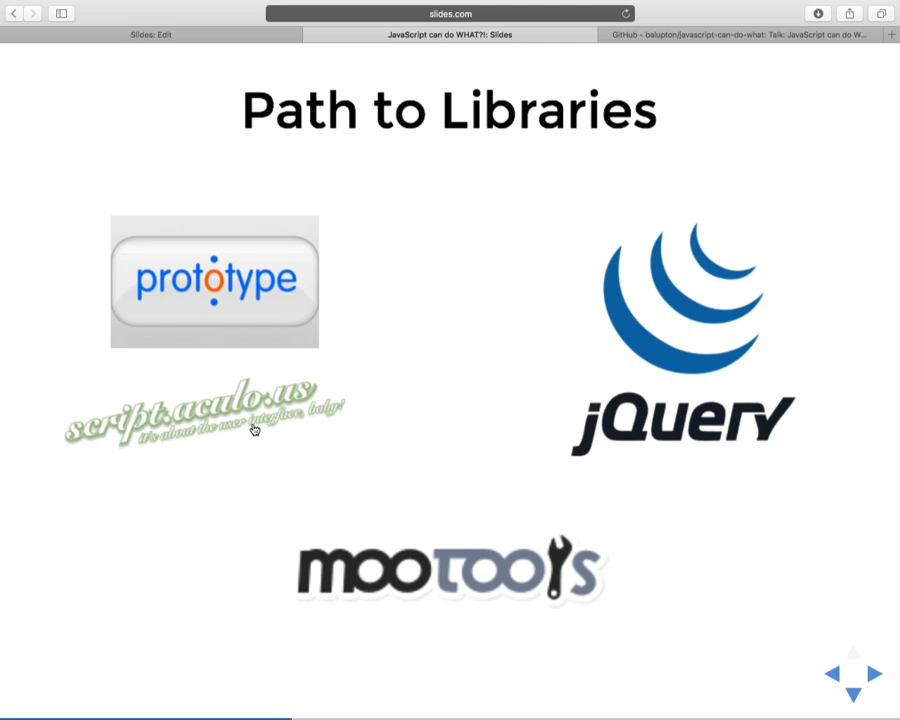 slides.com
Slides: Edit
JavaScript can do WHAT?!: Slides
GitHub - balupton/javascript-can-do-what: Talk: JavaScript can do W...
Path to Libraries
prototype
script.aculo.us
it's about the user interface, baby!
jQuery
mootools